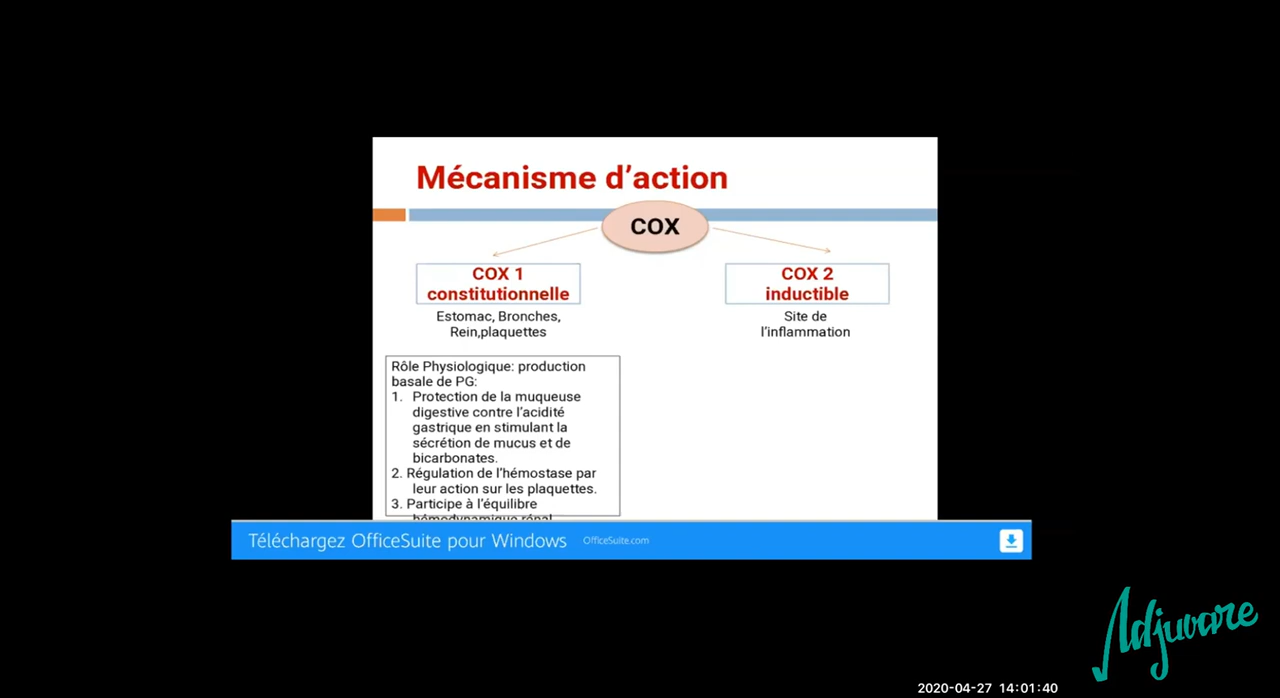 Mécanisme d'action
COX
COX 1
constitutionnelle
COX 2
inductible
Estomac, Bronches,
Rein,plaquettes
Site de
l'inflammation
Rôle Physiologique: production
basale de PG:
1. Protection de la muqueuse
digestive contre l'acidité
gastrique en stimulant la
sécrétion de mucus et de
bicarbonates.
2. Régulation de l'hémostase par
leur action sur les plaquettes.
3. Participe à l'équilibre
hémodynamique rénal
Téléchargez OfficeSuite pour Windows OfficeSuite.com
Adjuvare
2020-04-27 14:01:40